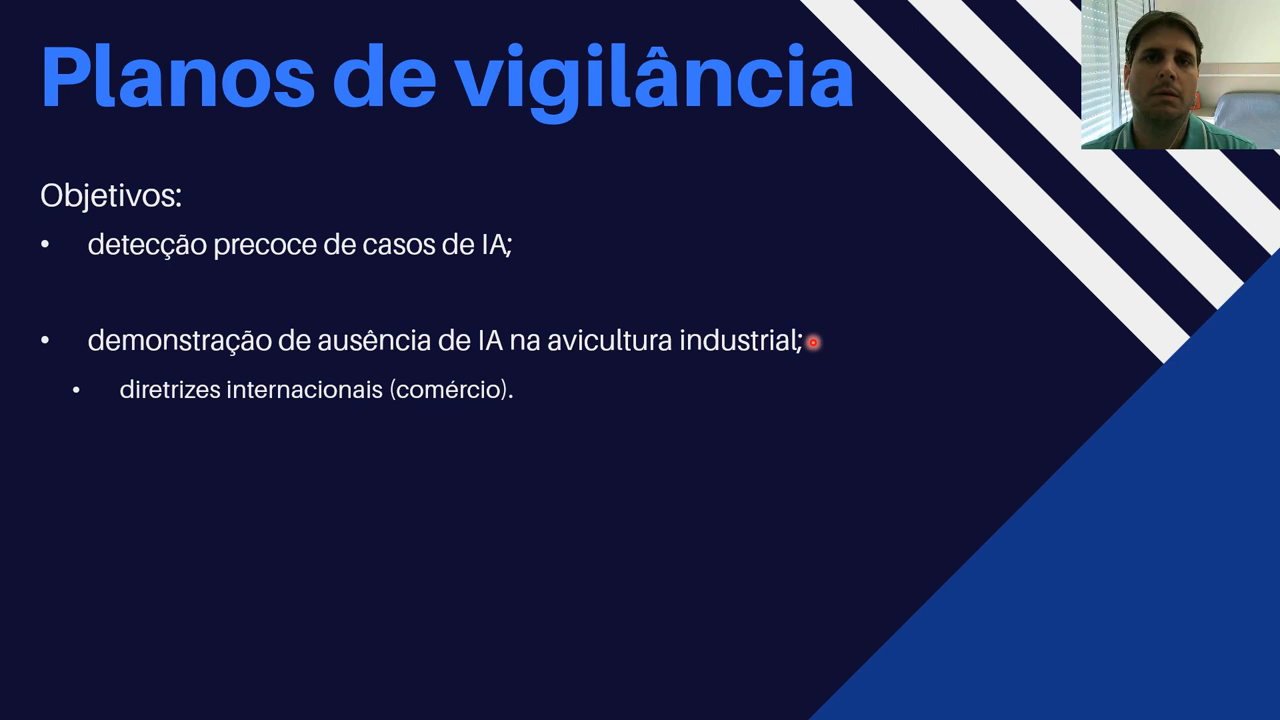 Planos de vigilância
Objetivos:
• detecção precoce de casos de IA;
• demonstração de ausência de IA na avicultura industrial;
• diretrizes internacionais (comércio).